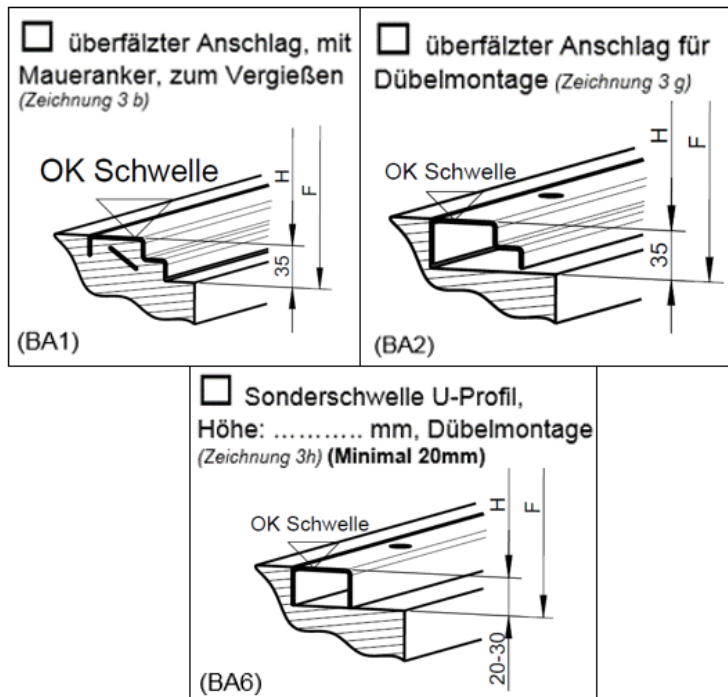 ☐ überfälzter Anschlag, mit
Maueranker, zum Vergießen
(Zeichnung 3 b)
OK Schwelle
H
F
35
(BA1)
☐ überfälzter Anschlag für
Dübelmontage (Zeichnung 3 g)
OK Schwelle
H
F
35
(BA2)
☐ Sonderschwelle U-Profil,
Höhe: ……….. mm, Dübelmontage
(Zeichnung 3h) (Minimal 20mm)
OK Schwelle
H
F
20-30
(BA6)